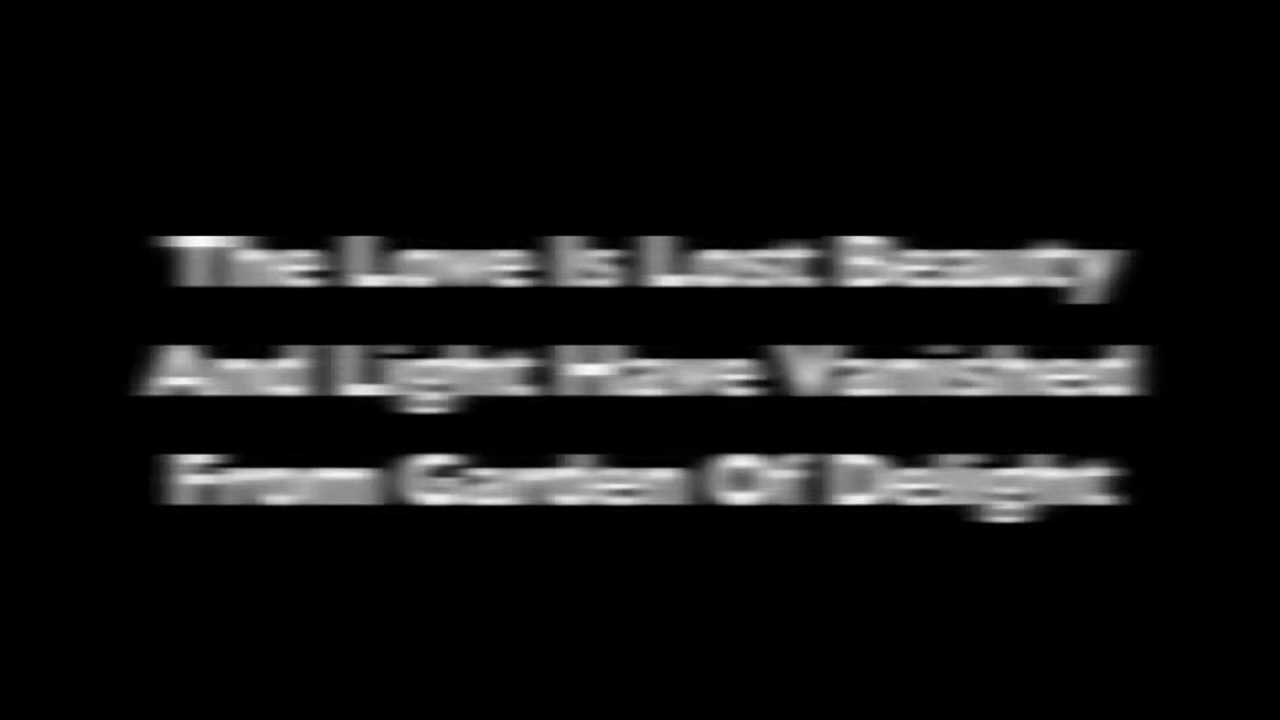 The Love Is Lost Beauty
And Light Have Vanished
From Garden Of Delight